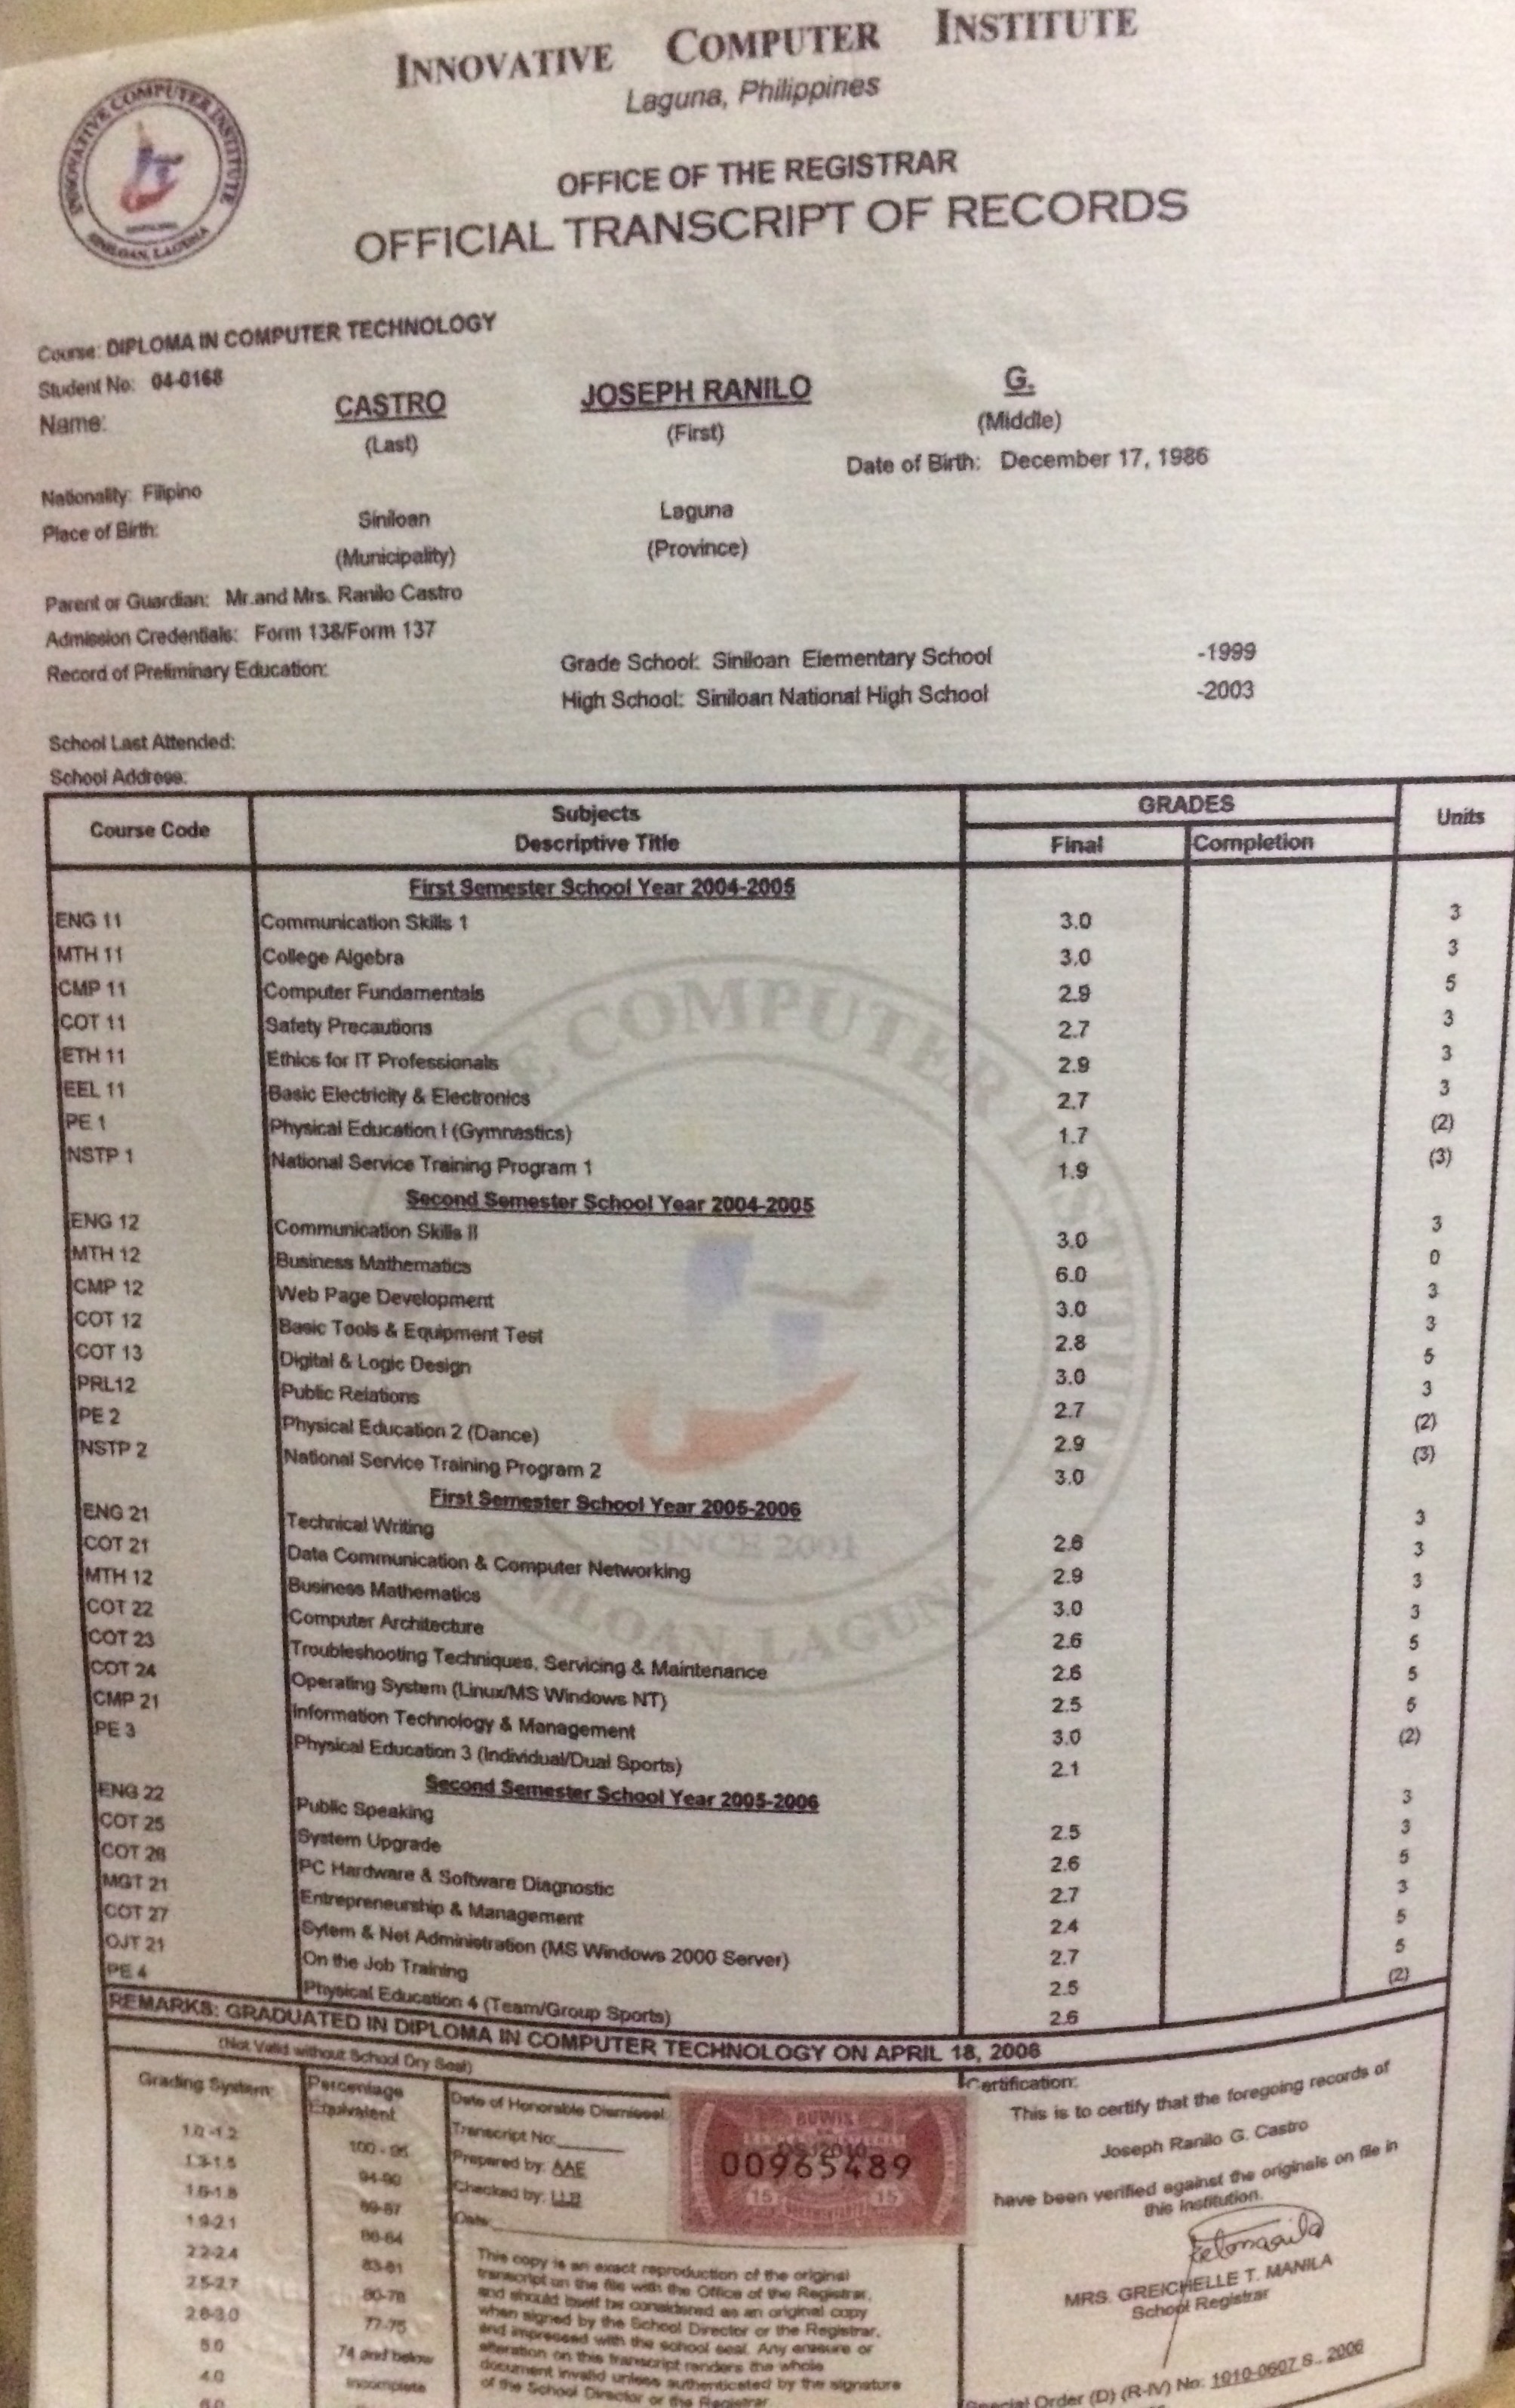 INNOVATIVE COMPUTER INSTITUTE
Laguna, Philippines
INNOVATIVE COMPUTER INSTITUTE
SINILOAN, LAGUNA
OFFICE OF THE REGISTRAR
OFFICIAL TRANSCRIPT OF RECORDS
Course: DIPLOMA IN COMPUTER TECHNOLOGY
Student No: 04-0168
Name: CASTRO JOSEPH RANILO G.
(Last) (First) (Middle)
Date of Birth: December 17, 1986
Nationality: Filipino
Place of Birth: Siniloan Laguna
(Municipality) (Province)
Parent or Guardian: Mr.and Mrs. Ranilo Castro
Admission Credentials: Form 138/Form 137
Record of Preliminary Education: Grade School: Siniloan Elementary School -1999
High School: Siniloan National High School -2003
School Last Attended:
School Address:
Course Code Subjects Descriptive Title GRADES Units
Final Completion
First Semester School Year 2004-2005
ENG 11 Communication Skills 1 3.0 3
MTH 11 College Algebra 3.0 3
CMP 11 Computer Fundamentals 2.9 5
COT 11 Safety Precautions 2.7 3
ETH 11 Ethics for IT Professionals 2.9 3
EEL 11 Basic Electricity & Electronics 2.7 3
PE 1 Physical Education I (Gymnastics) 1.7 (2)
NSTP 1 National Service Training Program 1 1.9 (3)
Second Semester School Year 2004-2005
ENG 12 Communication Skills II 3.0 3
MTH 12 Business Mathematics 6.0 0
CMP 12 Web Page Development 3.0 3
COT 12 Basic Tools & Equipment Test 2.8 3
COT 13 Digital & Logic Design 3.0 5
PRL12 Public Relations 2.7 3
PE 2 Physical Education 2 (Dance) 2.9 (2)
NSTP 2 National Service Training Program 2 3.0 (3)
First Semester School Year 2005-2006
ENG 21 Technical Writing 3
COT 21 Data Communication & Computer Networking 2.9 3
MTH 12 Business Mathematics 3.0 3
COT 22 Computer Architecture 2.6 3
COT 23 Troubleshooting Techniques, Servicing & Maintenance 2.6 5
COT 24 Operating System (Linux/MS Windows NT) 2.5 5
CMP 21 Information Technology & Management 3.0
PE 3 Physical Education 3 (Individual/Dual Sports) 2.1 (2)
Second Semester School Year 2005-2006
ENG 22 Public Speaking 2.5 3
COT 25 System Upgrade 2.6 3
COT 26 PC Hardware & Software Diagnostic 2.7 5
MGT 21 Entrepreneurship & Management 2.4 3
COT 27 Sytem & Net Administration (MS Windows 2000 Server) 2.7 5
OJT 21 On the Job Training 2.5 5
PE 4 Physical Education 4 (Team/Group Sports) 2.6 (2)
SINCE 2001
REMARKS: GRADUATED IN DIPLOMA IN COMPUTER TECHNOLOGY ON APRIL 18, 2006
(Not Valid without School Dry Seal)
Grading System: Percentage Equivalent
1.0-1.2 100 - 95
1.3-1.5 94-90
1.6-1.8 89-87
1.9-2.1 86-84
2.2-2.4 83-81
2.5-2.7 80-78
2.8-3.0 77-75
5.0 74 and below
4.0 Incomplete
6.0
Date of Honorable Dismissal:
Transcript No:
Prepared by: AAE
Checked by: LLB
Date:
00965489
15 15
This copy is an exact reproduction of the original
transcript on the file with the Office of the Registrar,
and should itself be considered as an original copy
when signed by the School Director or the Registrar,
and impressed with the school seal. Any erasure or
alteration on this transcript renders the whole
document invalid unless authenticated by the signature
of the School Director or the Registrar.
Certification:
This is to certify that the foregoing records of
Joseph Ranilo G. Castro
have been verified against the originals on file in
this Institution.
MRS. GREICHELLE T. MANILA
School Registrar
Special Order (D) (R-IV) No: 1010-0607 S., 2006